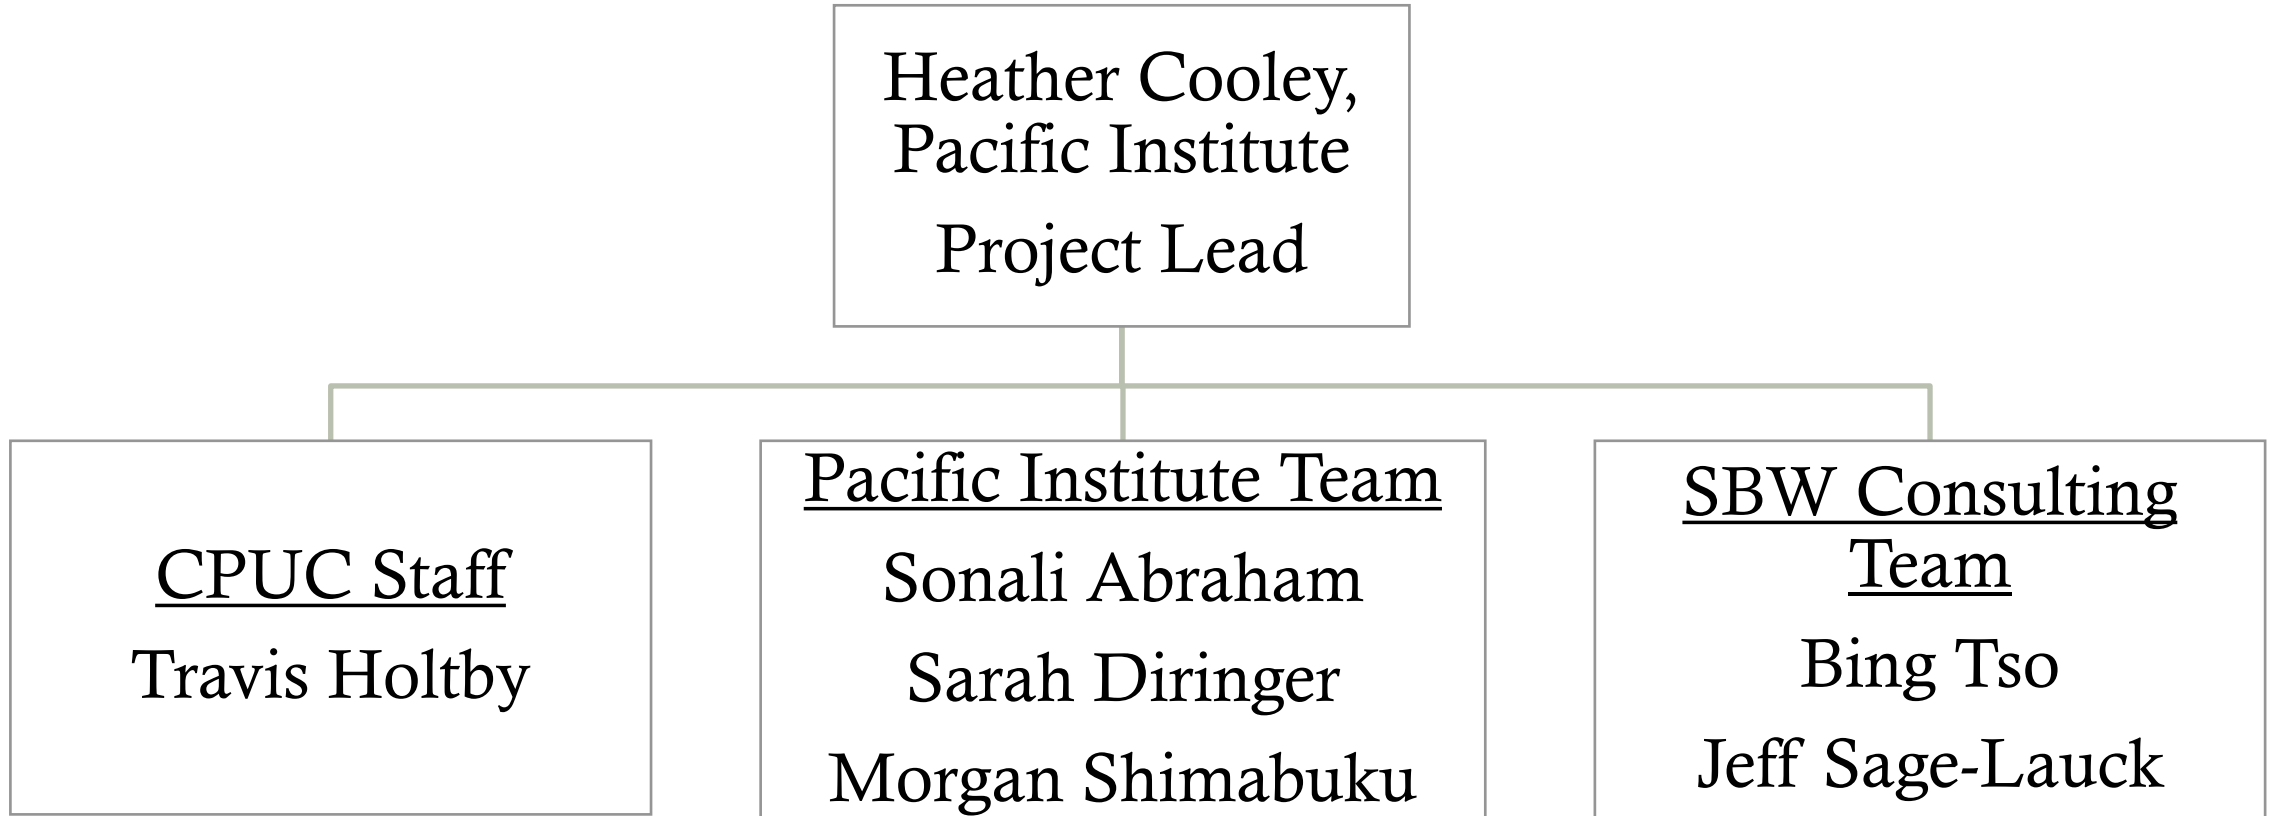 Heather Cooley,
Pacific Institute
Project Lead
CPUC Staff
Travis Holtby
Pacific Institute Team
Sonali Abraham
Sarah Diringer
Morgan Shimabuku
SBW Consulting
Team
Bing Tso
Jeff Sage-Lauck